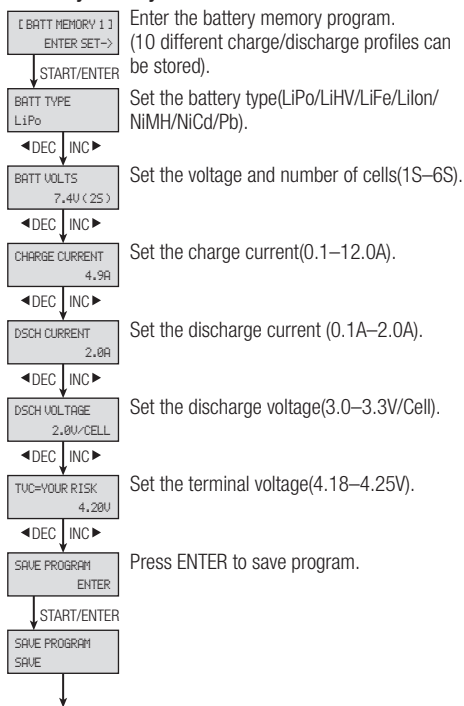 [ BATT MEMORY 1 ]
ENTER SET->
Enter the battery memory program.
(10 different charge/discharge profiles can
be stored).
START/ENTER
BATT TYPE
LiPo
Set the battery type(LiPo/LiHV/LiFe/LiIon/
NiMH/NiCd/Pb).
◄DEC INC►
BATT VOLTS
7.4V(2S)
Set the voltage and number of cells(1S–6S).
◄DEC INC►
CHARGE CURRENT
4.9A
Set the charge current(0.1–12.0A).
◄DEC INC►
DSCH CURRENT
2.0A
Set the discharge current (0.1A–2.0A).
◄DEC INC►
DSCH VOLTAGE
2.0V/CELL
Set the discharge voltage(3.0–3.3V/Cell).
◄DEC INC►
TVC=YOUR RISK
4.20V
Set the terminal voltage(4.18–4.25V).
◄DEC INC►
SAVE PROGRAM
ENTER
Press ENTER to save program.
START/ENTER
SAVE PROGRAM
SAVE